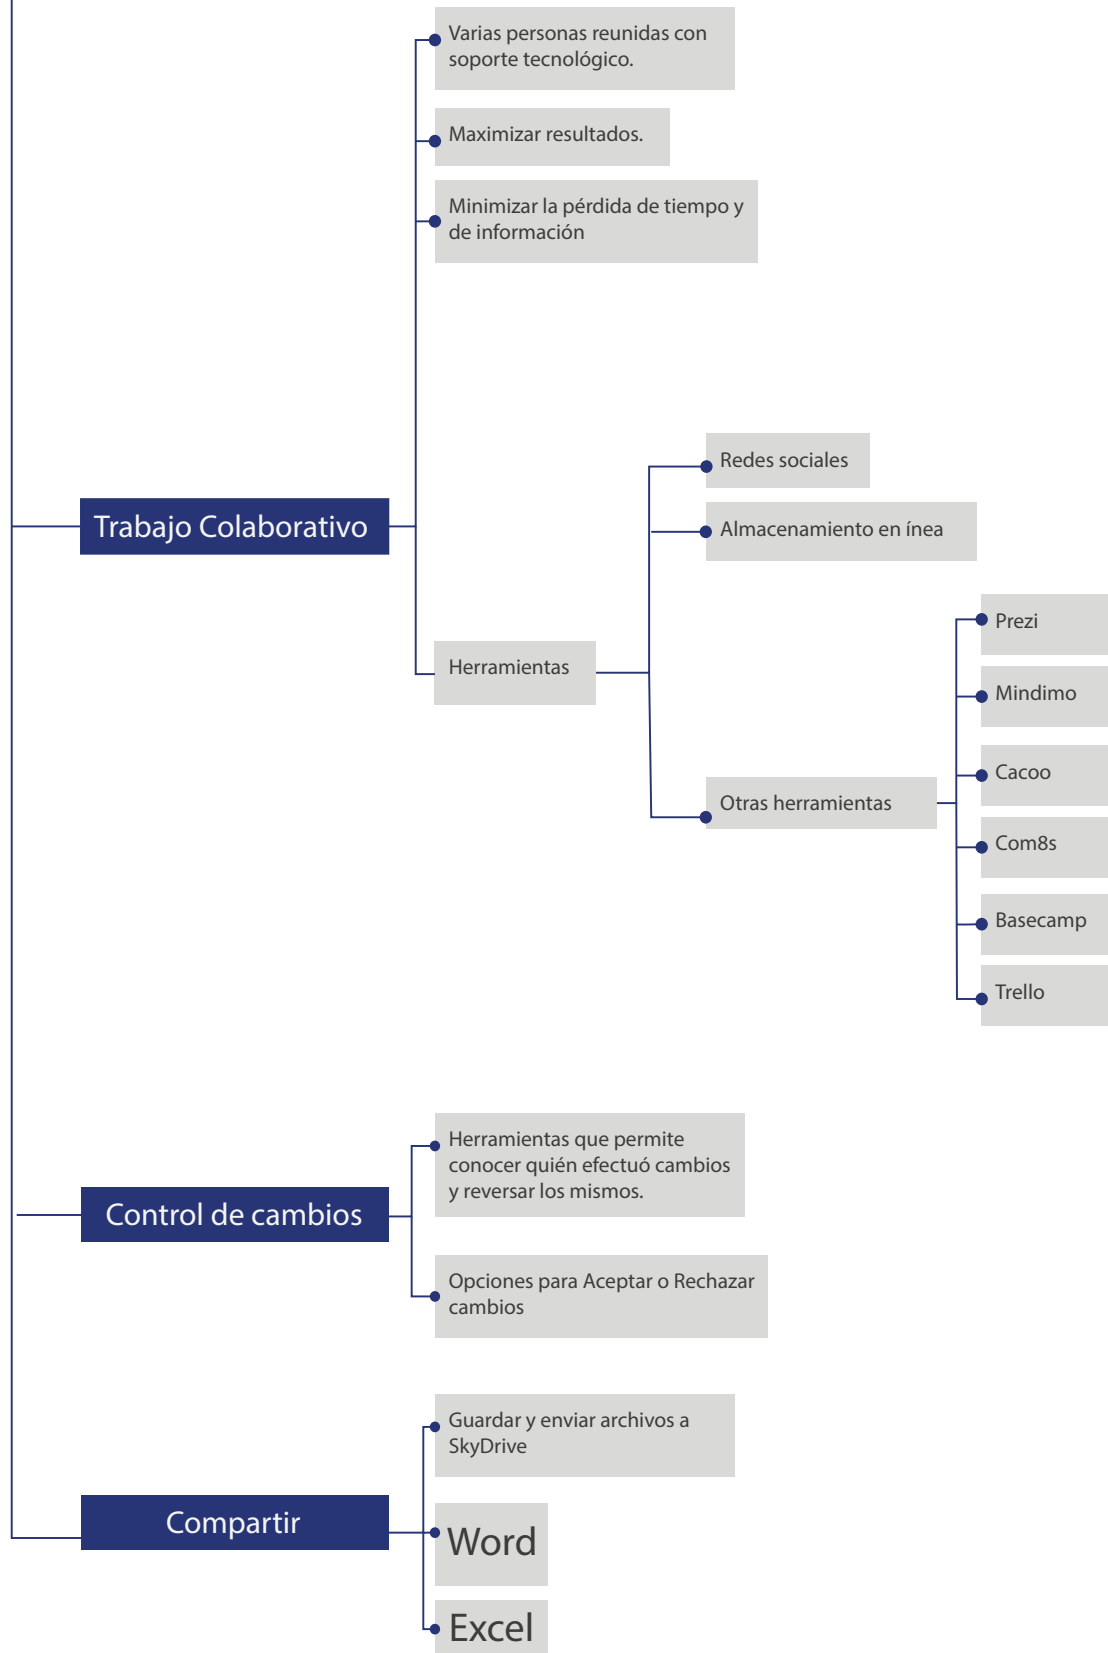 Varias personas reunidas con
soporte tecnológico.
Maximizar resultados.
Minimizar la pérdida de tiempo y
de información
Trabajo Colaborativo
Herramientas
Redes sociales
Almacenamiento en ínea
Otras herramientas
Prezi
Mindimo
Cacoo
Com8s
Basecamp
Trello
Control de cambios
Herramientas que permite
conocer quién efectuó cambios
y reversar los mismos.
Opciones para Aceptar o Rechazar
cambios
Compartir
Guardar y enviar archivos a
SkyDrive
Word
Excel